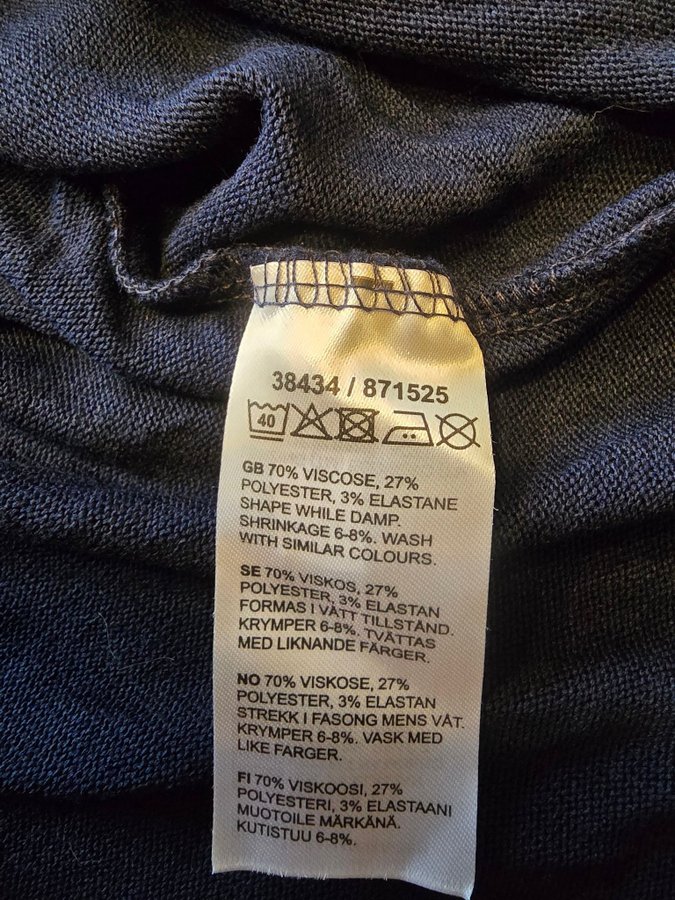 38434 / 871525
40
GB 70% VISCOSE, 27%
POLYESTER, 3% ELASTANE
SHAPE WHILE DAMP.
SHRINKAGE 6-8%. WASH
WITH SIMILAR COLOURS.
SE 70% VISKOS, 27%
POLYESTER, 3% ELASTAN
FORMAS I VÅTT TILLSTÅND.
KRYMPER 6-8%. TVÄTTAS
MED LIKNANDE FÄRGER.
NO 70% VISKOSE, 27%
POLYESTER, 3% ELASTAN
STREKK I FASONG MENS VÅT.
KRYMPER 6-8%. VASK MED
LIKE FARGER.
FI 70% VISKOOSI, 27%
POLYESTERI, 3% ELASTAANI
MUOTOILE MÄRKÄNÄ.
KUTISTUU 6-8%.